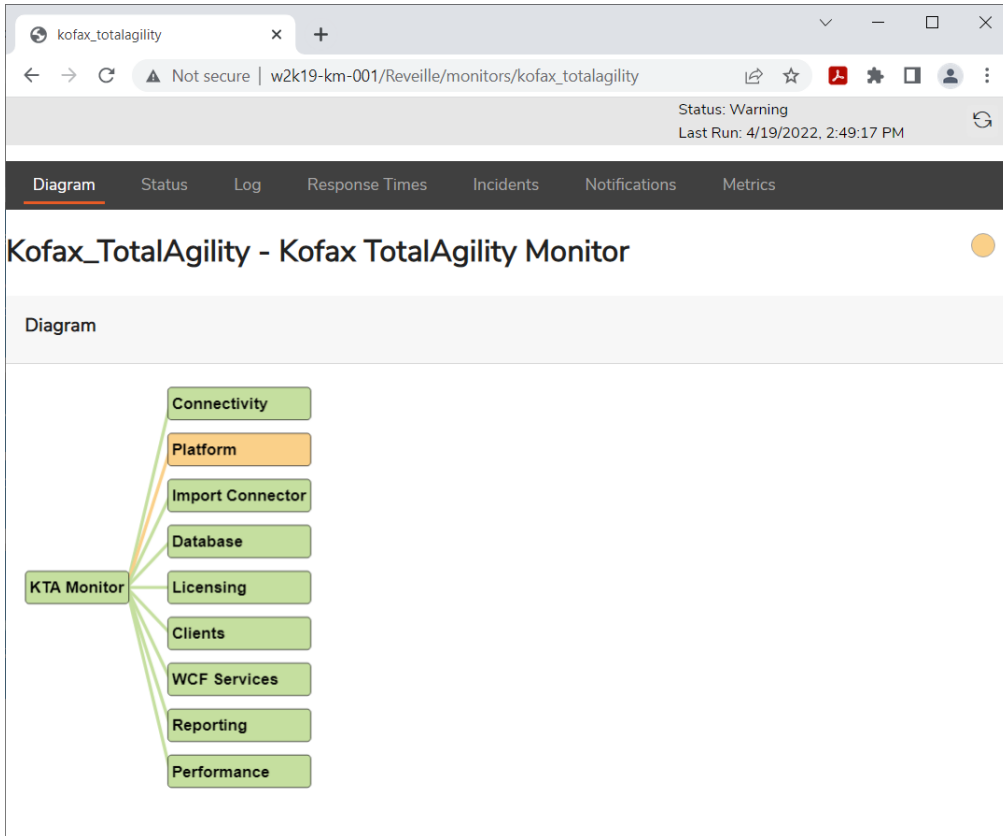 kofax_totalagility
Not secure | w2k19-km-001/Reveille/monitors/kofax_totalagility
Status: Warning
Last Run: 4/19/2022, 2:49:17 PM
Diagram Status Log Response Times Incidents Notifications Metrics
Kofax_TotalAgility - Kofax TotalAgility Monitor
Diagram
Connectivity
Platform
Import Connector
Database
KTA Monitor Licensing
Clients
WCF Services
Reporting
Performance